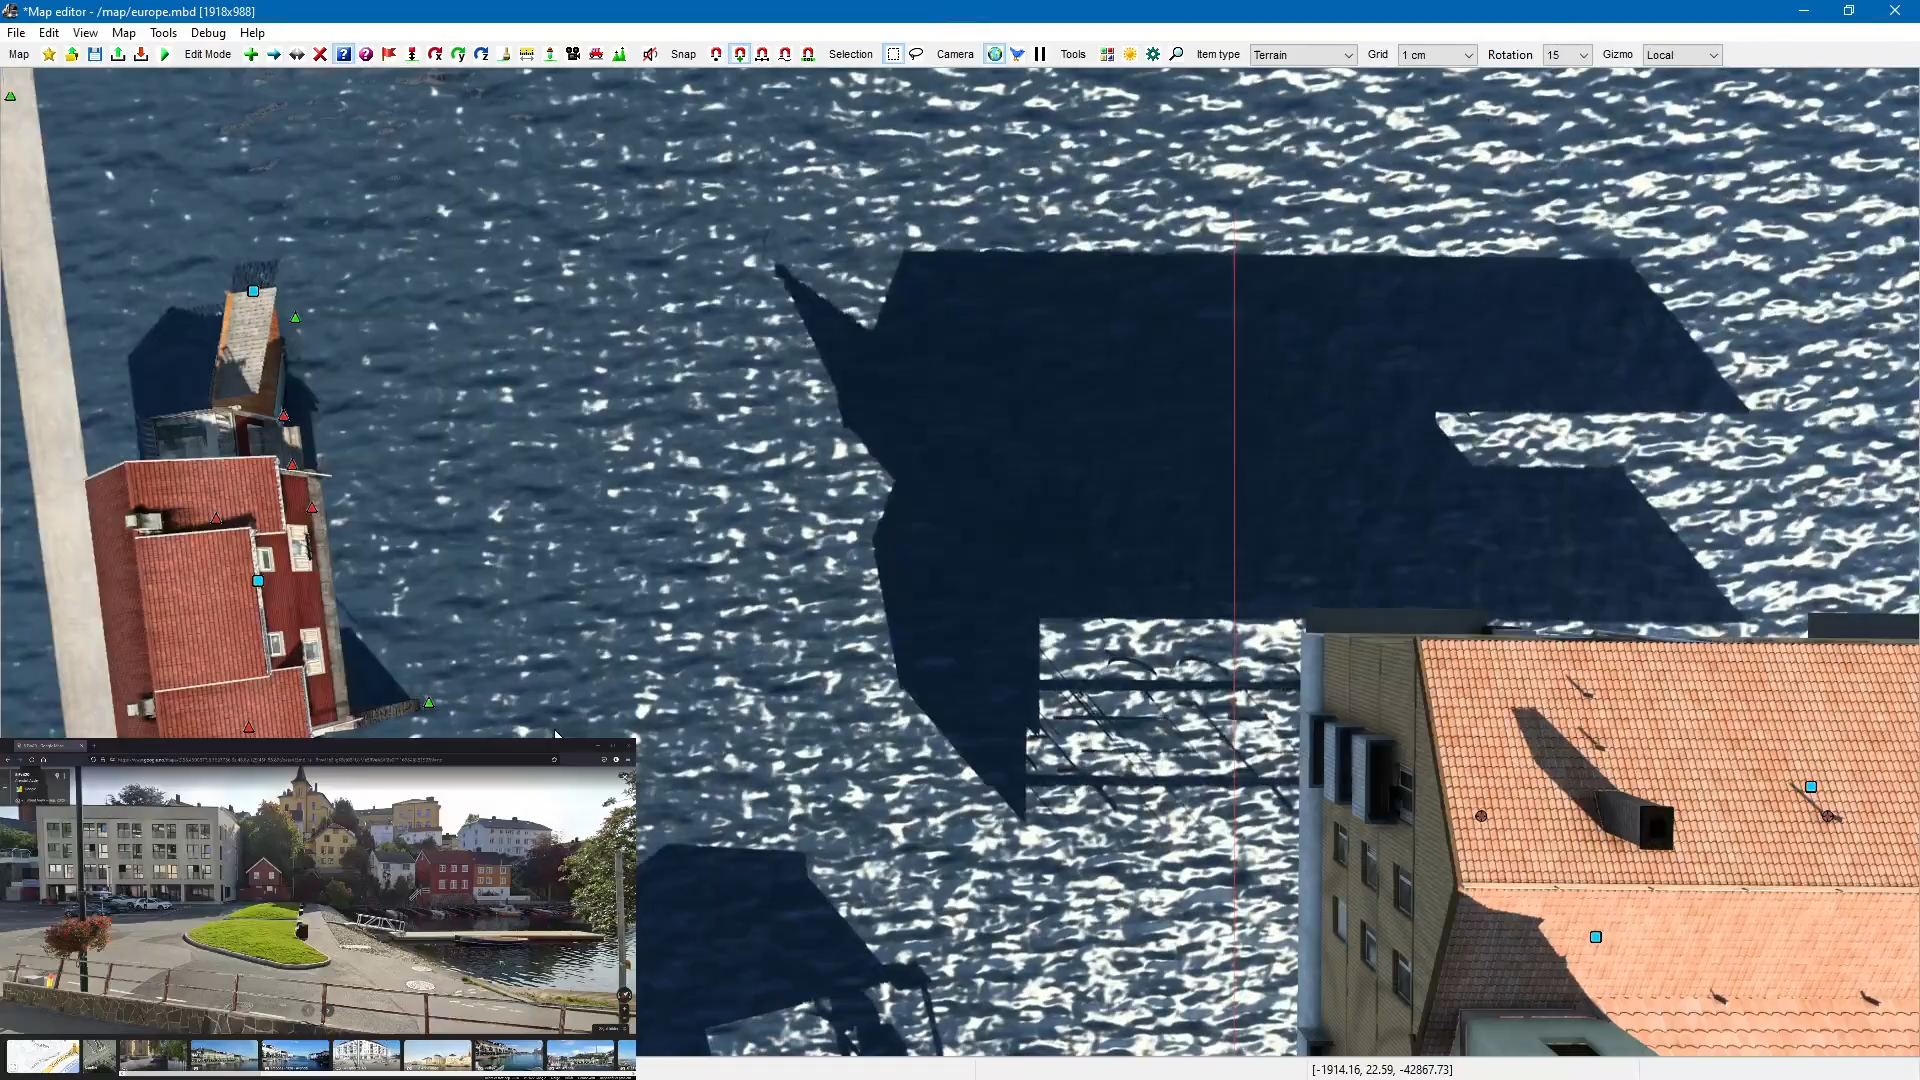 *Map editor - /map/europe.mbd [1918x988]
File Edit View Map Tools Debug Help
Map Edit Mode Snap Selection Camera Tools Item type Terrain Grid 1 cm Rotation 15 Gizmo Local
[-1914.16, 22.59, -42867.73]